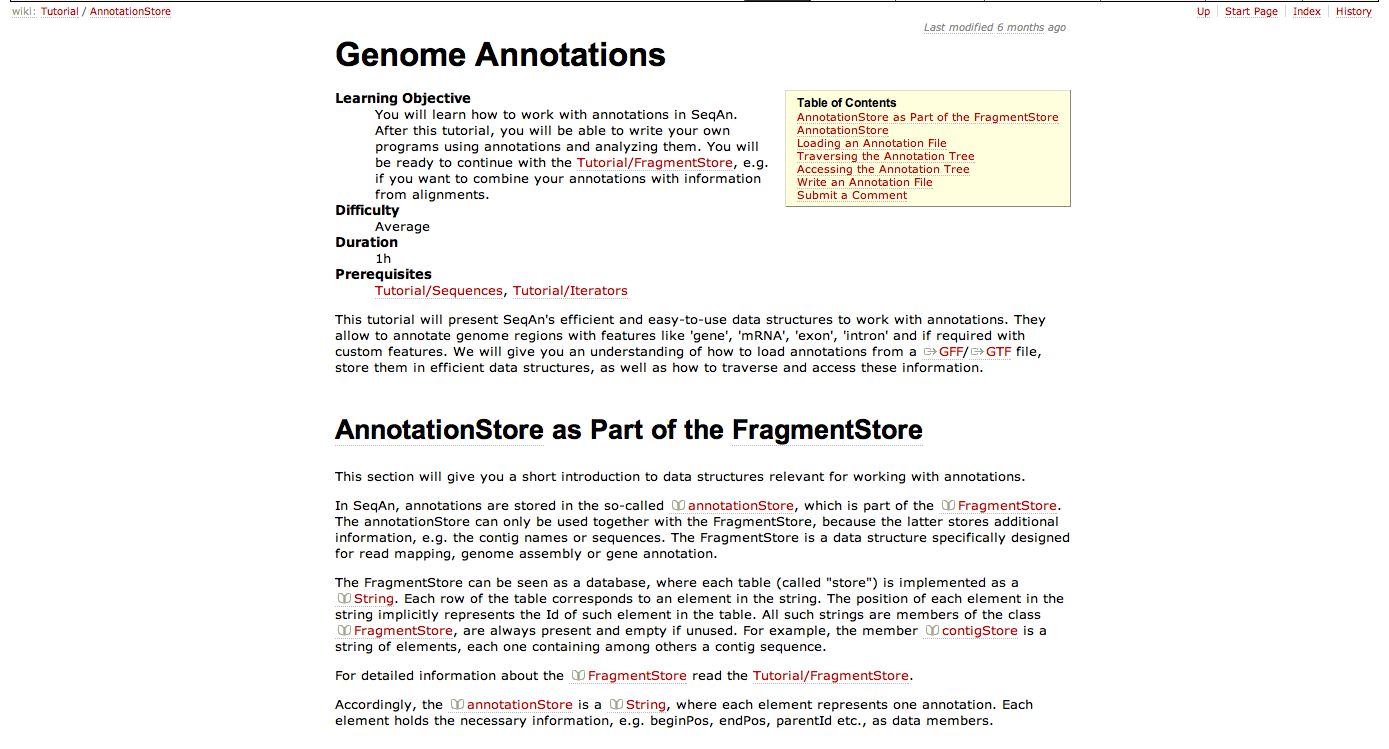 wiki: Tutorial / AnnotationStore
Up Start Page Index History
Last modified 6 months ago
Genome Annotations
Learning Objective
You will learn how to work with annotations in SeqAn.
After this tutorial, you will be able to write your own
programs using annotations and analyzing them. You will
be ready to continue with the Tutorial/FragmentStore, e.g.
if you want to combine your annotations with information
from alignments.
Difficulty
Average
Duration
1h
Prerequisites
Tutorial/Sequences, Tutorial/Iterators
Table of Contents
AnnotationStore as Part of the FragmentStore
AnnotationStore
Loading an Annotation File
Traversing the Annotation Tree
Accessing the Annotation Tree
Write an Annotation File
Submit a Comment
This tutorial will present SeqAn's efficient and easy-to-use data structures to work with annotations. They
allow to annotate genome regions with features like 'gene', 'mRNA', 'exon', 'intron' and if required with
custom features. We will give you an understanding of how to load annotations from a GFF/GTF file,
store them in efficient data structures, as well as how to traverse and access these information.
AnnotationStore as Part of the FragmentStore
This section will give you a short introduction to data structures relevant for working with annotations.
In SeqAn, annotations are stored in the so-called annotationStore, which is part of the FragmentStore.
The annotationStore can only be used together with the FragmentStore, because the latter stores additional
information, e.g. the contig names or sequences. The FragmentStore is a data structure specifically designed
for read mapping, genome assembly or gene annotation.
The FragmentStore can be seen as a database, where each table (called "store") is implemented as a
String. Each row of the table corresponds to an element in the string. The position of each element in the
string implicitly represents the Id of such element in the table. All such strings are members of the class
FragmentStore, are always present and empty if unused. For example, the member contigStore is a
string of elements, each one containing among others a contig sequence.
For detailed information about the FragmentStore read the Tutorial/FragmentStore.
Accordingly, the annotationStore is a String, where each element represents one annotation. Each
element holds the necessary information, e.g. beginPos, endPos, parentId etc., as data members.